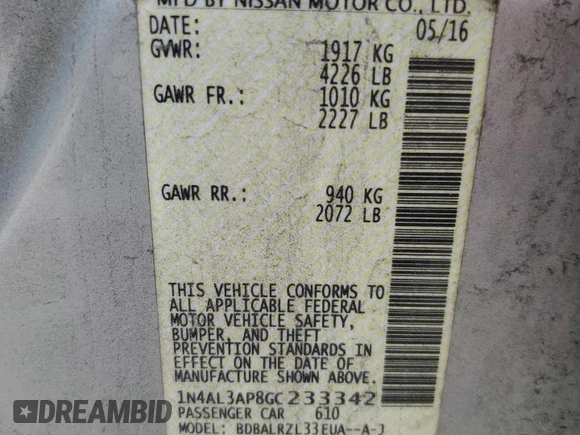 MFD BY NISSAN MOTOR CO., LTD.
DATE: 05/16
GVWR: 1917 KG
4226 LB
GAWR FR.: 1010 KG
2227 LB
GAWR RR.: 940 KG
2072 LB
THIS VEHICLE CONFORMS TO
ALL APPLICABLE FEDERAL
MOTOR VEHICLE SAFETY,
BUMPER, AND THEFT
PREVENTION STANDARDS IN
EFFECT ON THE DATE OF
MANUFACTURE SHOWN ABOVE.
1N4AL3AP8GC233342
PASSENGER CAR 610
MODEL: BDBALRZL33EUA--A-J
DREAMBID